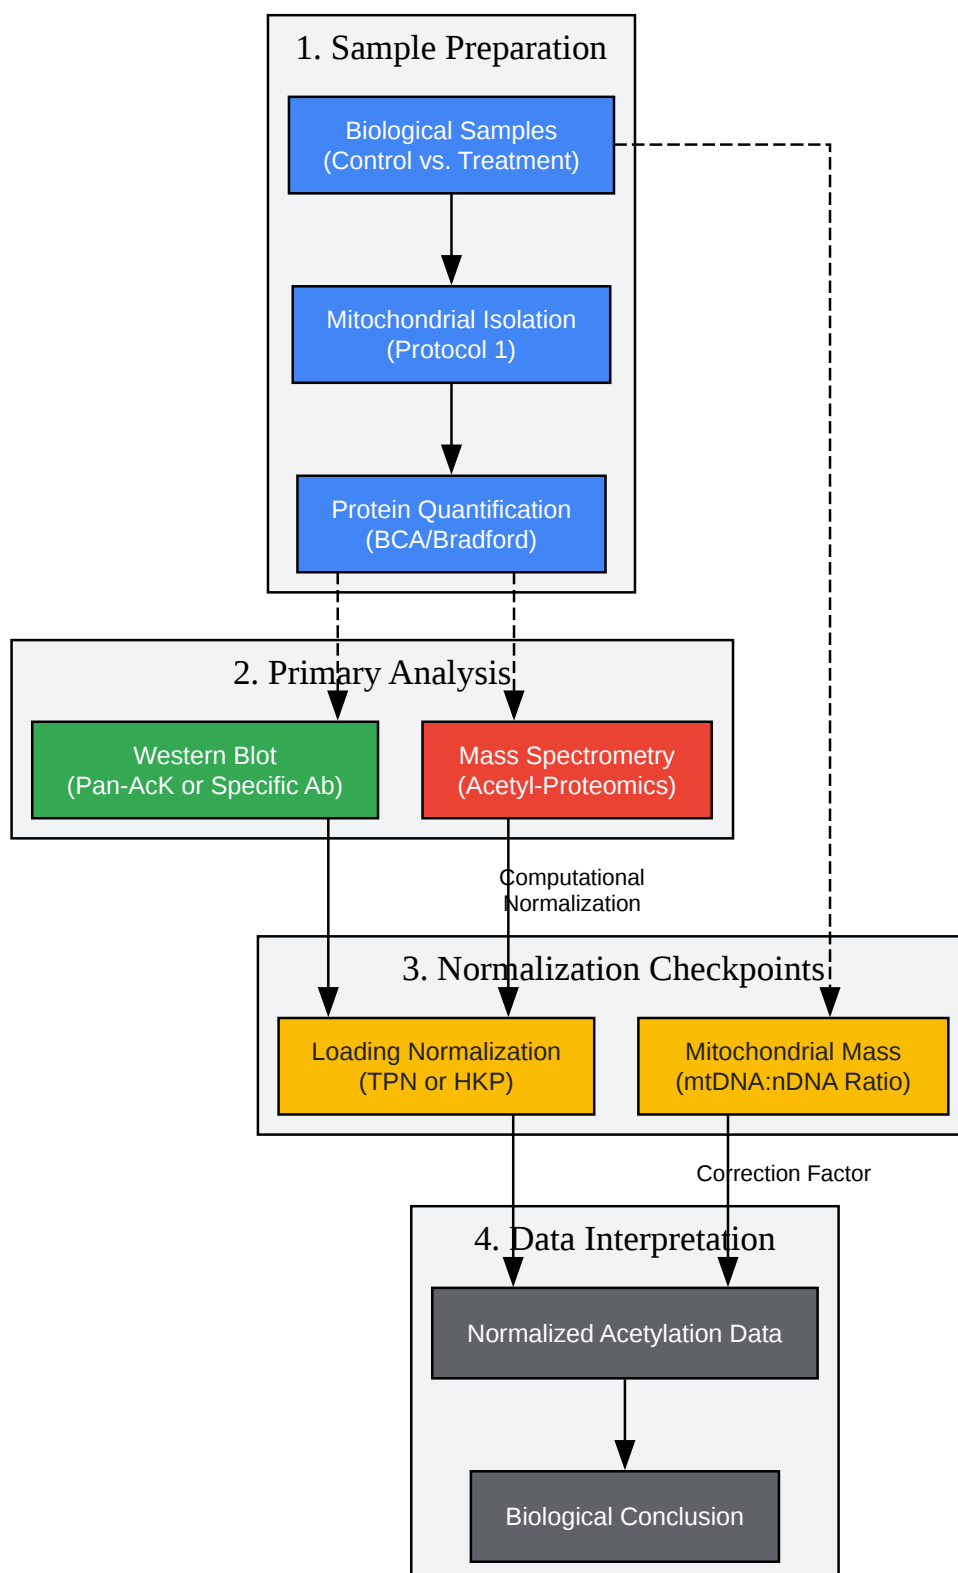 1. Sample Preparation
Biological Samples
(Control vs. Treatment)
Mitochondrial Isolation
(Protocol 1)
Protein Quantification
(BCA/Bradford)
2. Primary Analysis
Western Blot
(Pan-AcK or Specific Ab)
Mass Spectrometry
(Acetyl-Proteomics)
Computational
Normalization
3. Normalization Checkpoints
Loading Normalization
(TPN or HKP)
Mitochondrial Mass
(mtDNA:nDNA Ratio)
Correction Factor
4. Data Interpretation
Normalized Acetylation Data
Biological Conclusion